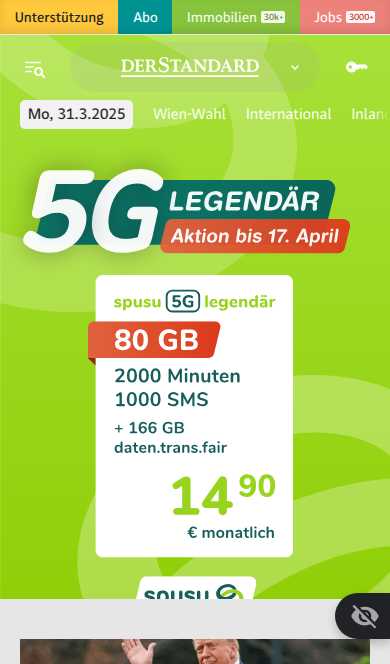 Unterstützung Abo Immobilien 30k+ Jobs 3000+
DERSTANDARD
Mo, 31.3.2025 Wien-Wahl International
5G LEGENDÄR
Aktion bis 17. April
spusu 5G legendär
80 GB
2000 Minuten
1000 SMS
+ 166 GB
daten.trans.fair
14 90
€ monatlich
spusu